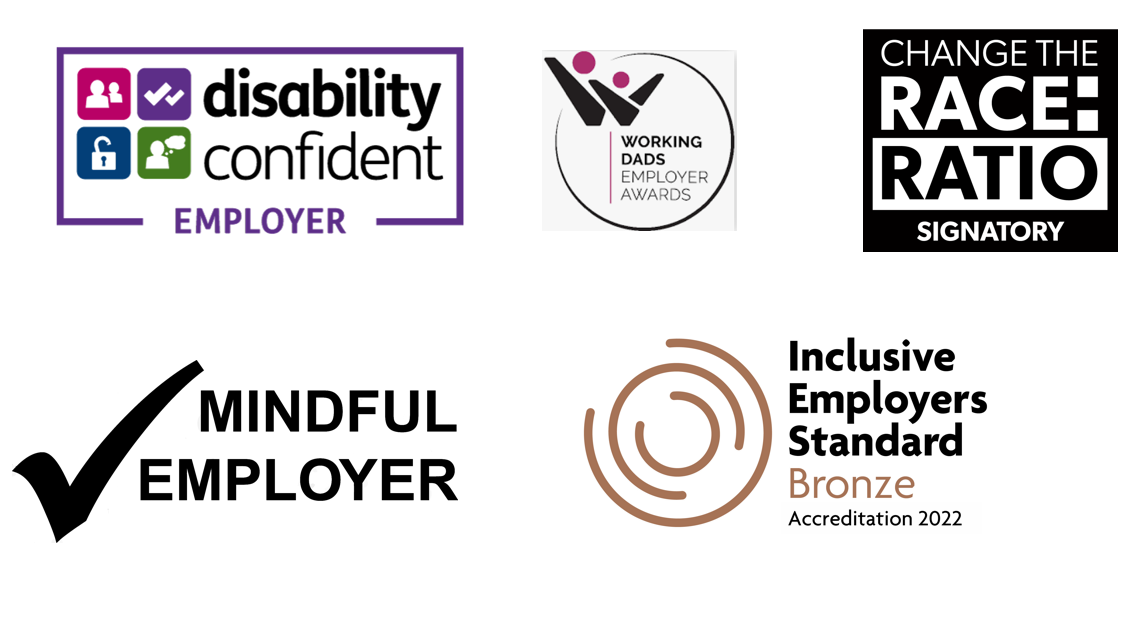 disability
confident
EMPLOYER
WORKING
DADS
EMPLOYER
AWARDS
CHANGE THE
RACE:
RATIO
SIGNATORY
MINDFUL
EMPLOYER
Inclusive
Employers
Standard
Bronze
Accreditation 2022